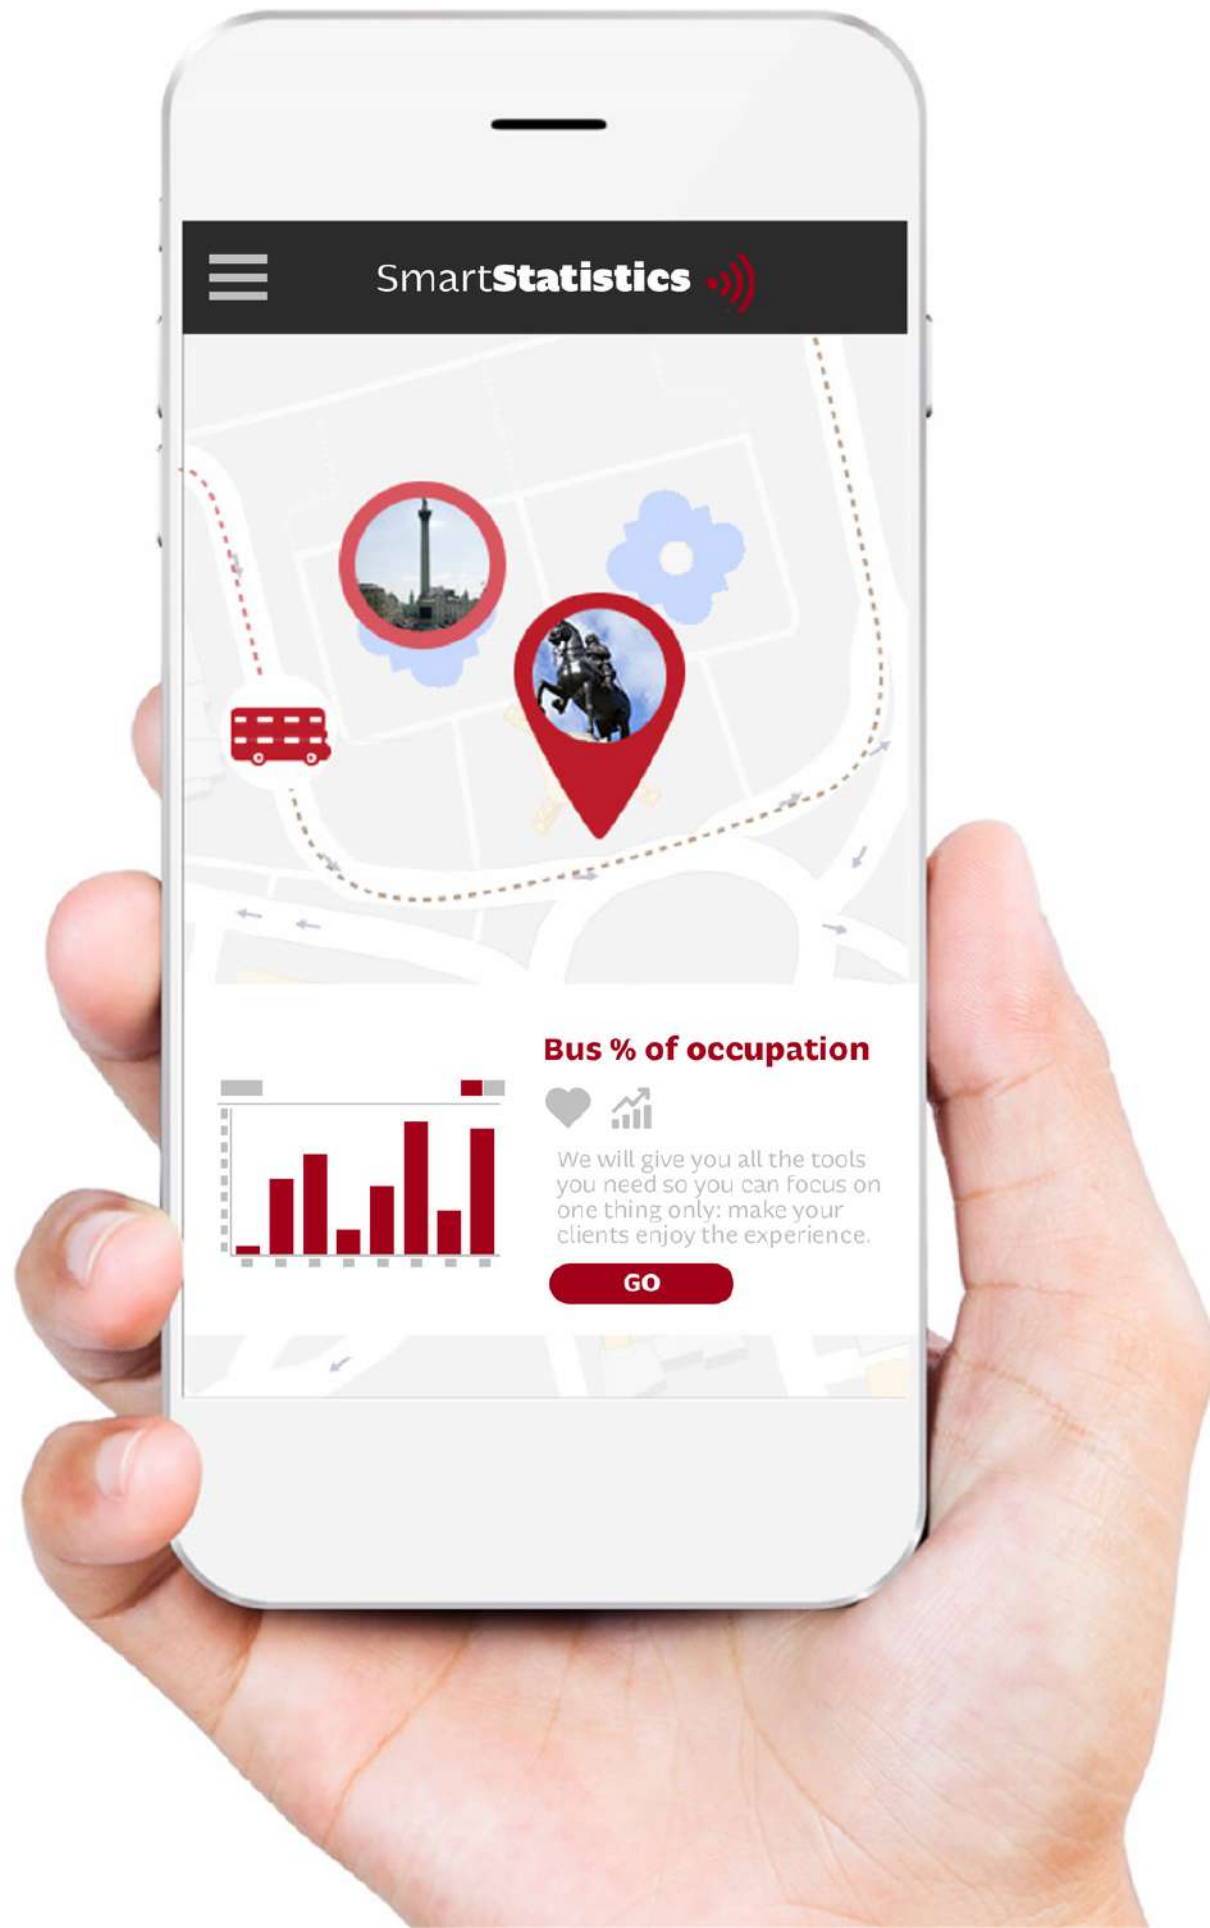 SmartStatistics
Bus % of occupation
We will give you all the tools
you need so you can focus on
one thing only: make your
clients enjoy the experience.
GO